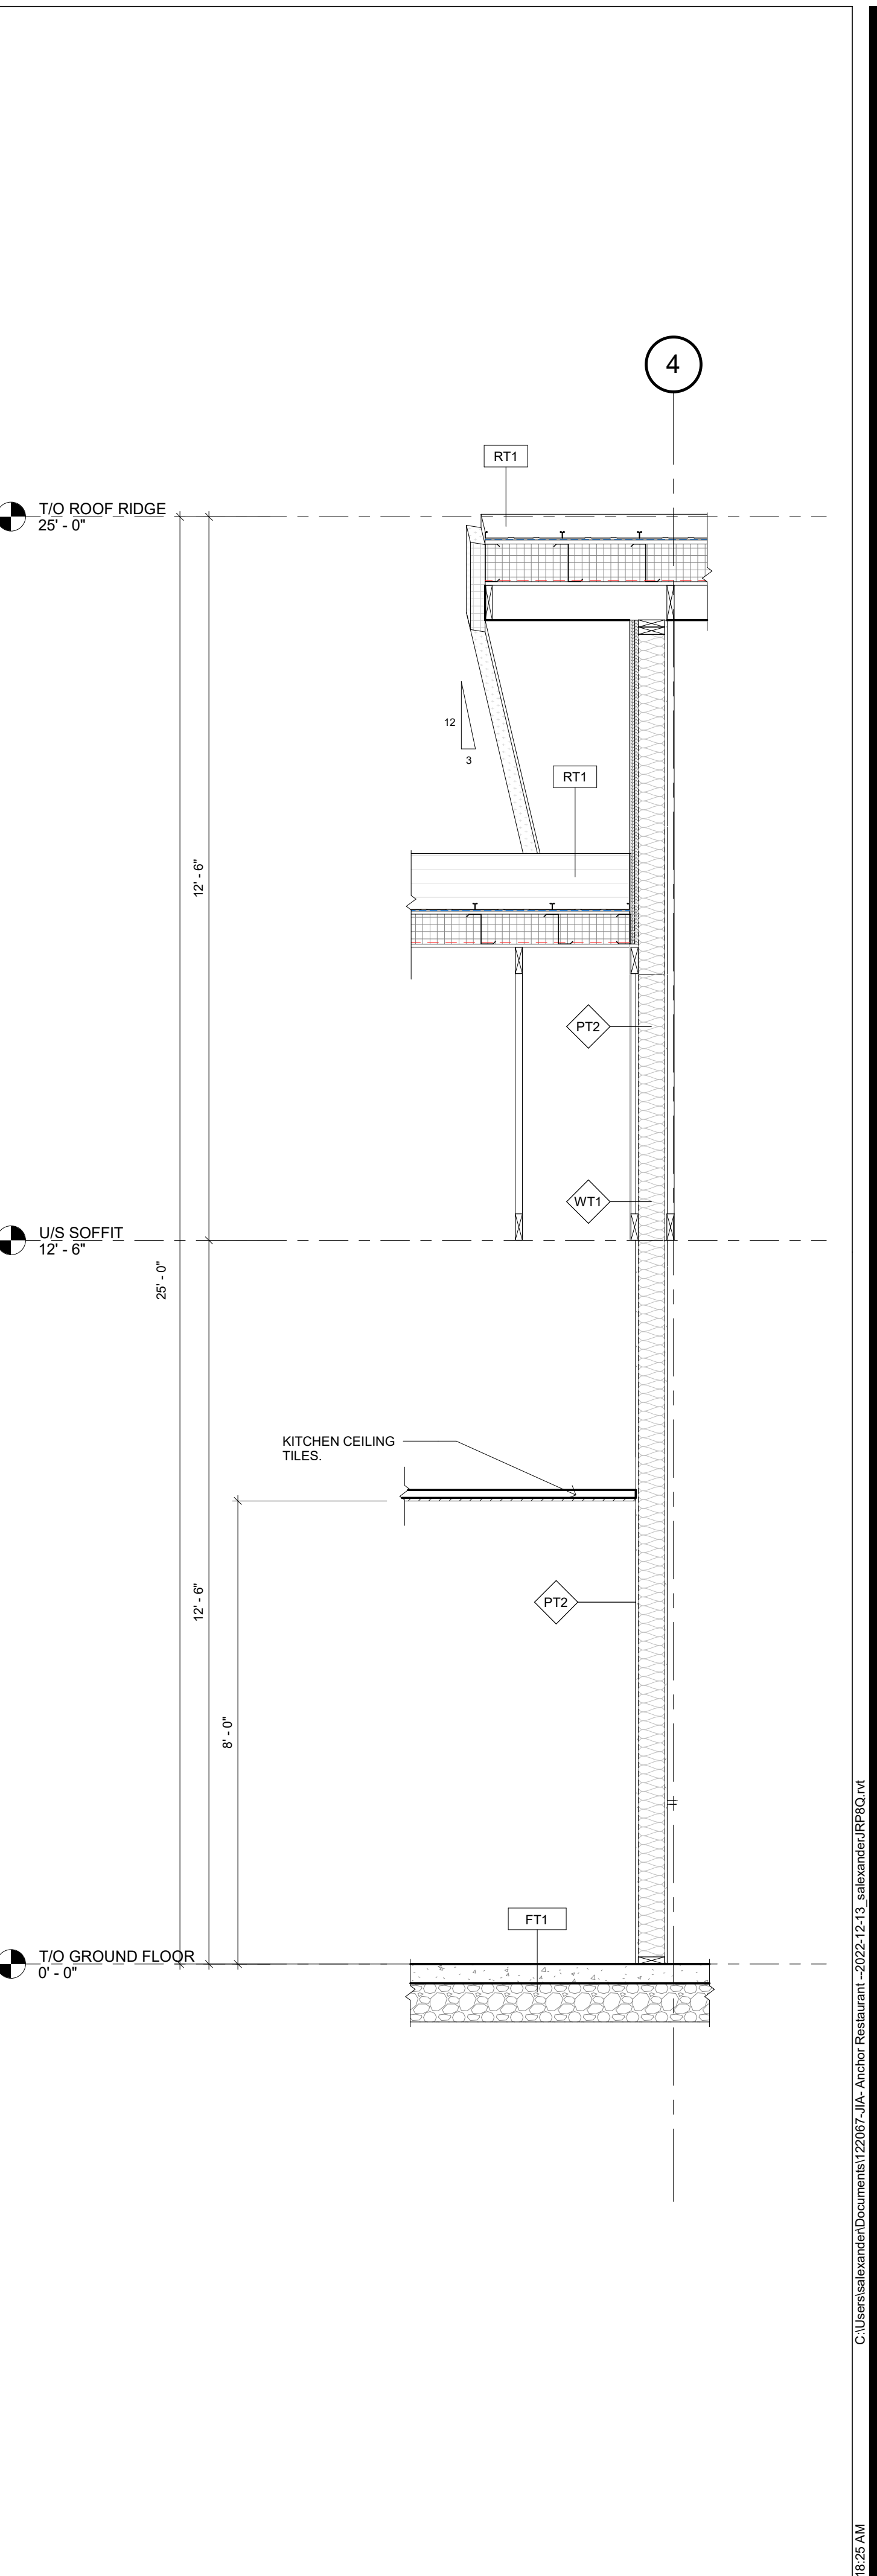 4
RT1
T/O ROOF RIDGE
25' - 0"
12
3
RT1
12' - 6"
PT2
WT1
U/S SOFFIT
12' - 6"
25' - 0"
KITCHEN CEILING
TILES.
12' - 6"
PT2
8' - 0"
FT1
T/O GROUND FLOOR
0' - 0"
C:\Users\salexander\Documents\122067-JIA- Anchor Restaurant --2022-12-13_salexanderJRP8Q.rvt
18:25 AM